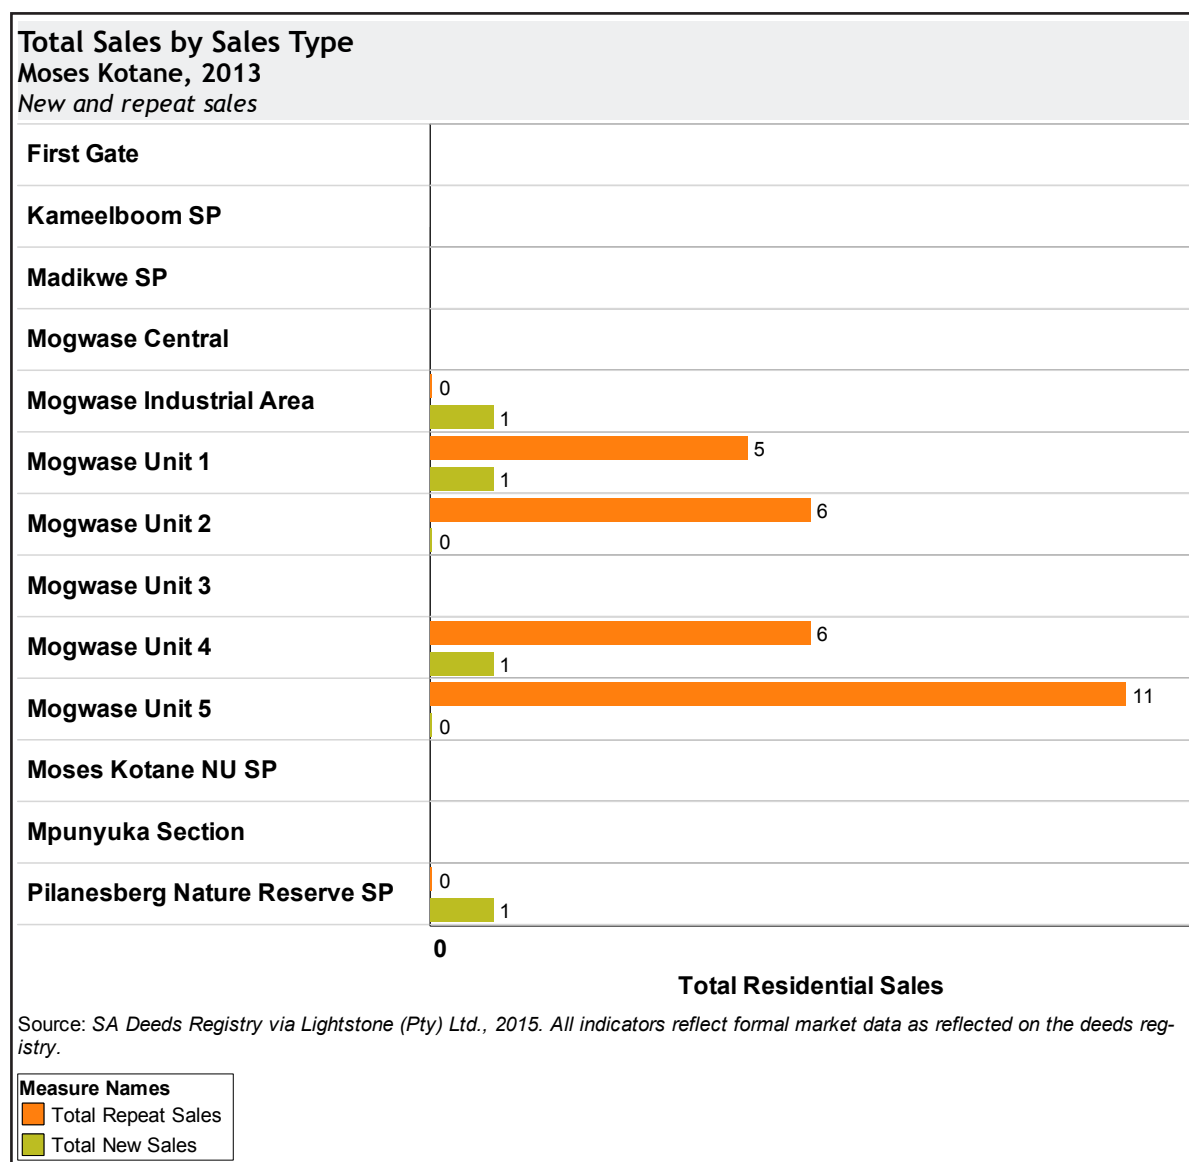 Total Sales by Sales Type
Moses Kotane, 2013
New and repeat sales
First Gate
Kameelboom SP
Madikwe SP
Mogwase Central
Mogwase Industrial Area
0
1
Mogwase Unit 1
5
1
Mogwase Unit 2
6
0
Mogwase Unit 3
Mogwase Unit 4
6
1
Mogwase Unit 5
11
0
Moses Kotane NU SP
Mpunyuka Section
Pilanesberg Nature Reserve SP
0
1
0
Total Residential Sales
Source: SA Deeds Registry via Lightstone (Pty) Ltd., 2015. All indicators reflect formal market data as reflected on the deeds reg-
istry.
Measure Names
Total Repeat Sales
Total New Sales